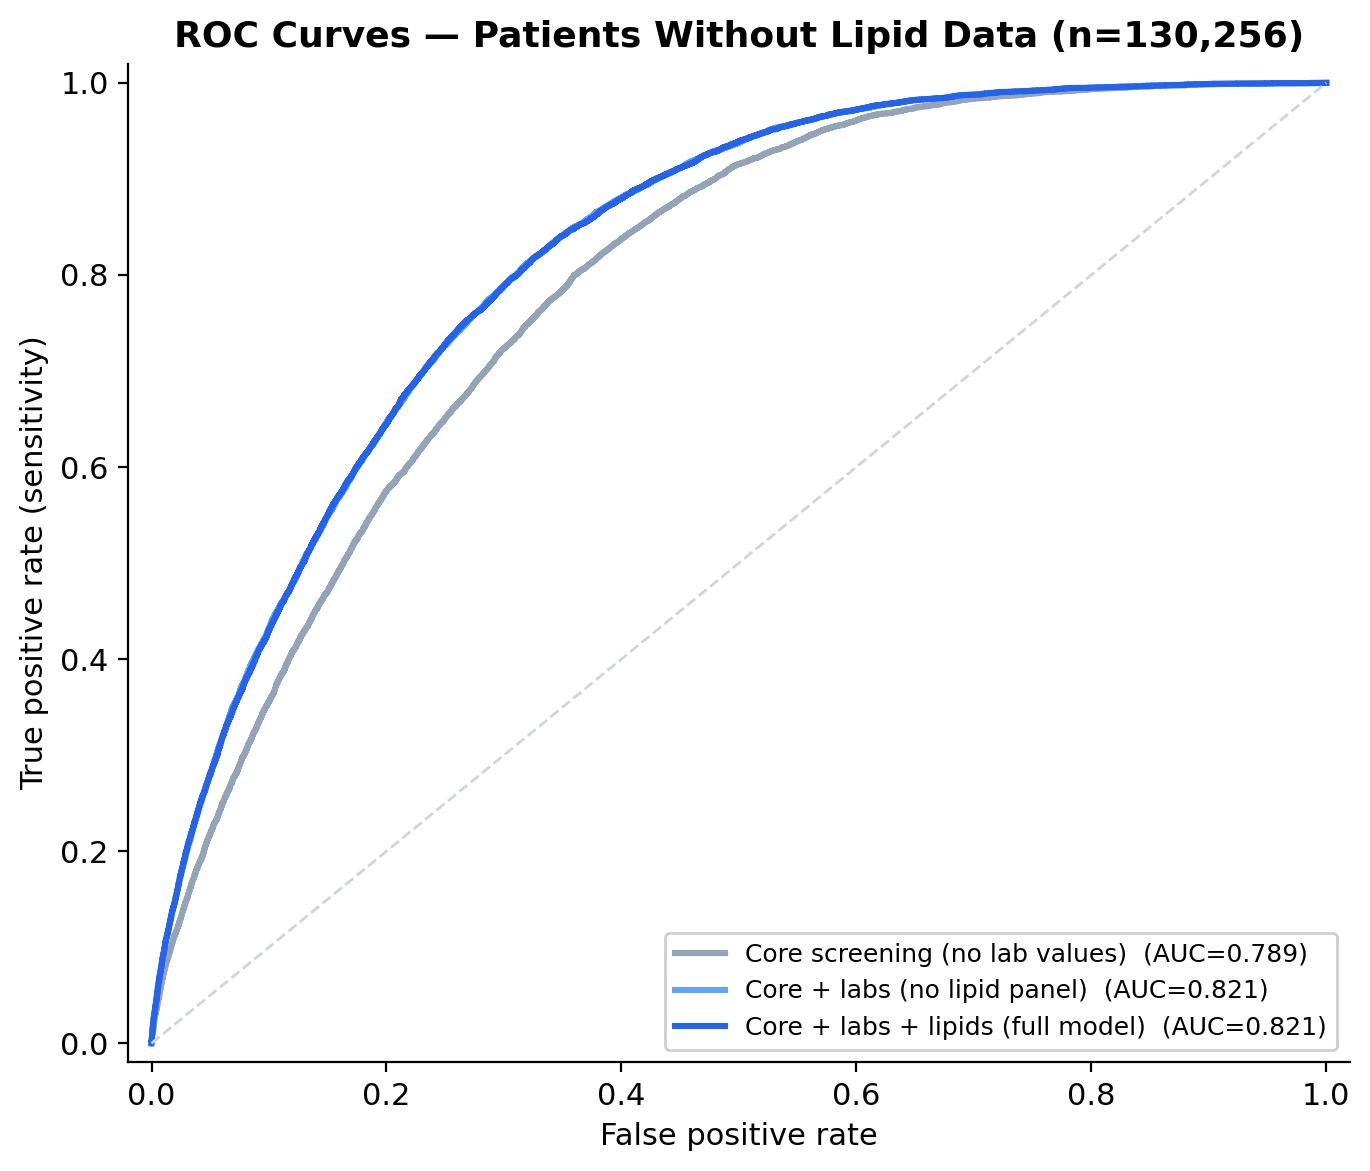 ROC Curves — Patients Without Lipid Data (n=130,256)
True positive rate (sensitivity)
1.0
0.8
0.6
0.4
0.2
0.0
Core screening (no lab values)  (AUC=0.789)
Core + labs (no lipid panel)  (AUC=0.821)
Core + labs + lipids (full model)  (AUC=0.821)
0.0 0.2 0.4 0.6 0.8 1.0
False positive rate